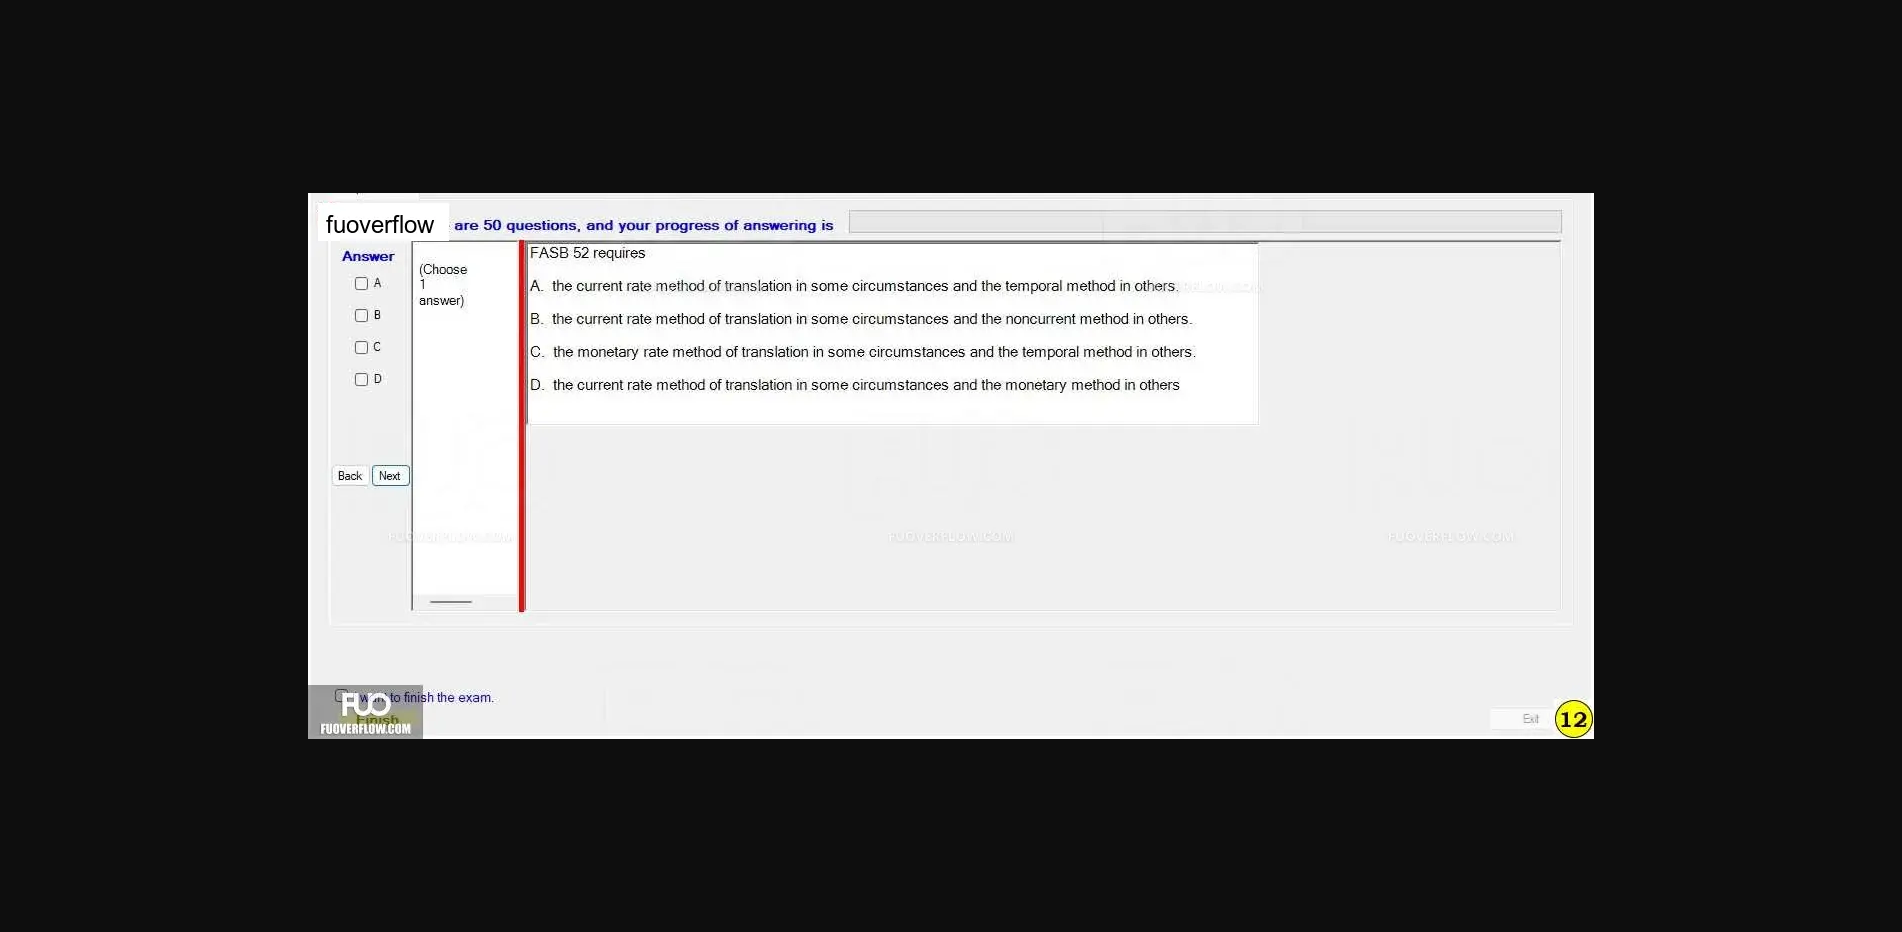 fuoverflow are 50 questions, and your progress of answering is
Answer
A
B
C
D
Back Next
(Choose
1
answer)
FASB 52 requires
A. the current rate method of translation in some circumstances and the temporal method in others.
B. the current rate method of translation in some circumstances and the noncurrent method in others.
C. the monetary rate method of translation in some circumstances and the temporal method in others.
D. the current rate method of translation in some circumstances and the monetary method in others
FUOVERFLOW.COM FUOVERFLOW.COM FUOVERFLOW.COM
want to finish the exam.
FUO
Finish
FUOVERFLOW.COM
Exit
12